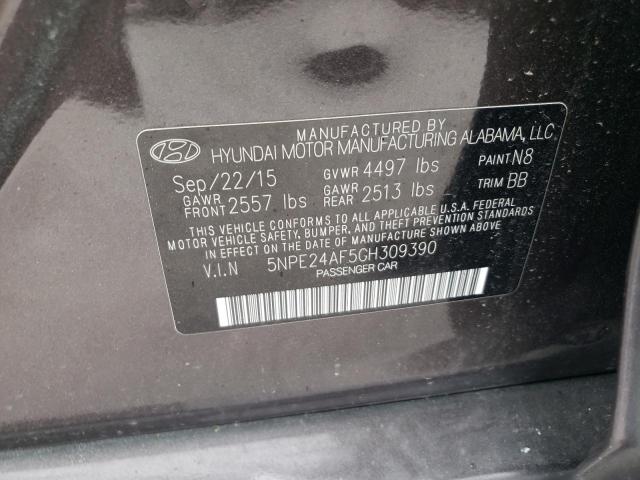 MANUFACTURED BY
HYUNDAI MOTOR MANUFACTURING ALABAMA, LLC
Sep/22/15 GVWR 4497 lbs PAINT N8
GAWR FRONT 2557 lbs GAWR REAR 2513 lbs TRIM BB
THIS VEHICLE CONFORMS TO ALL APPLICABLE U.S.A. FEDERAL
MOTOR VEHICLE SAFETY, BUMPER, AND THEFT PREVENTION STANDARDS
IN EFFECT ON THE DATE OF MANUFACTURE SHOWN ABOVE.
V.I.N 5NPE24AF5GH309390
PASSENGER CAR